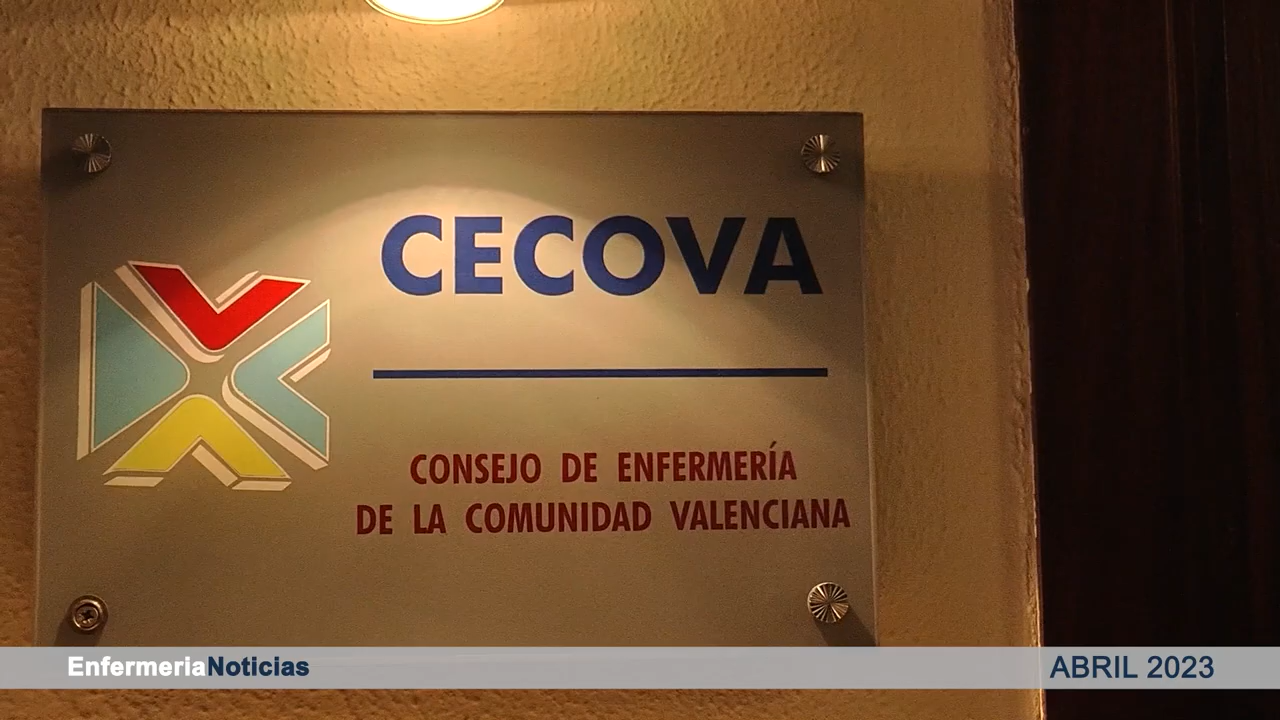 CECOVA
CONSEJO DE ENFERMERÍA
DE LA COMUNIDAD VALENCIANA
EnfermeriaNoticias
ABRIL 2023